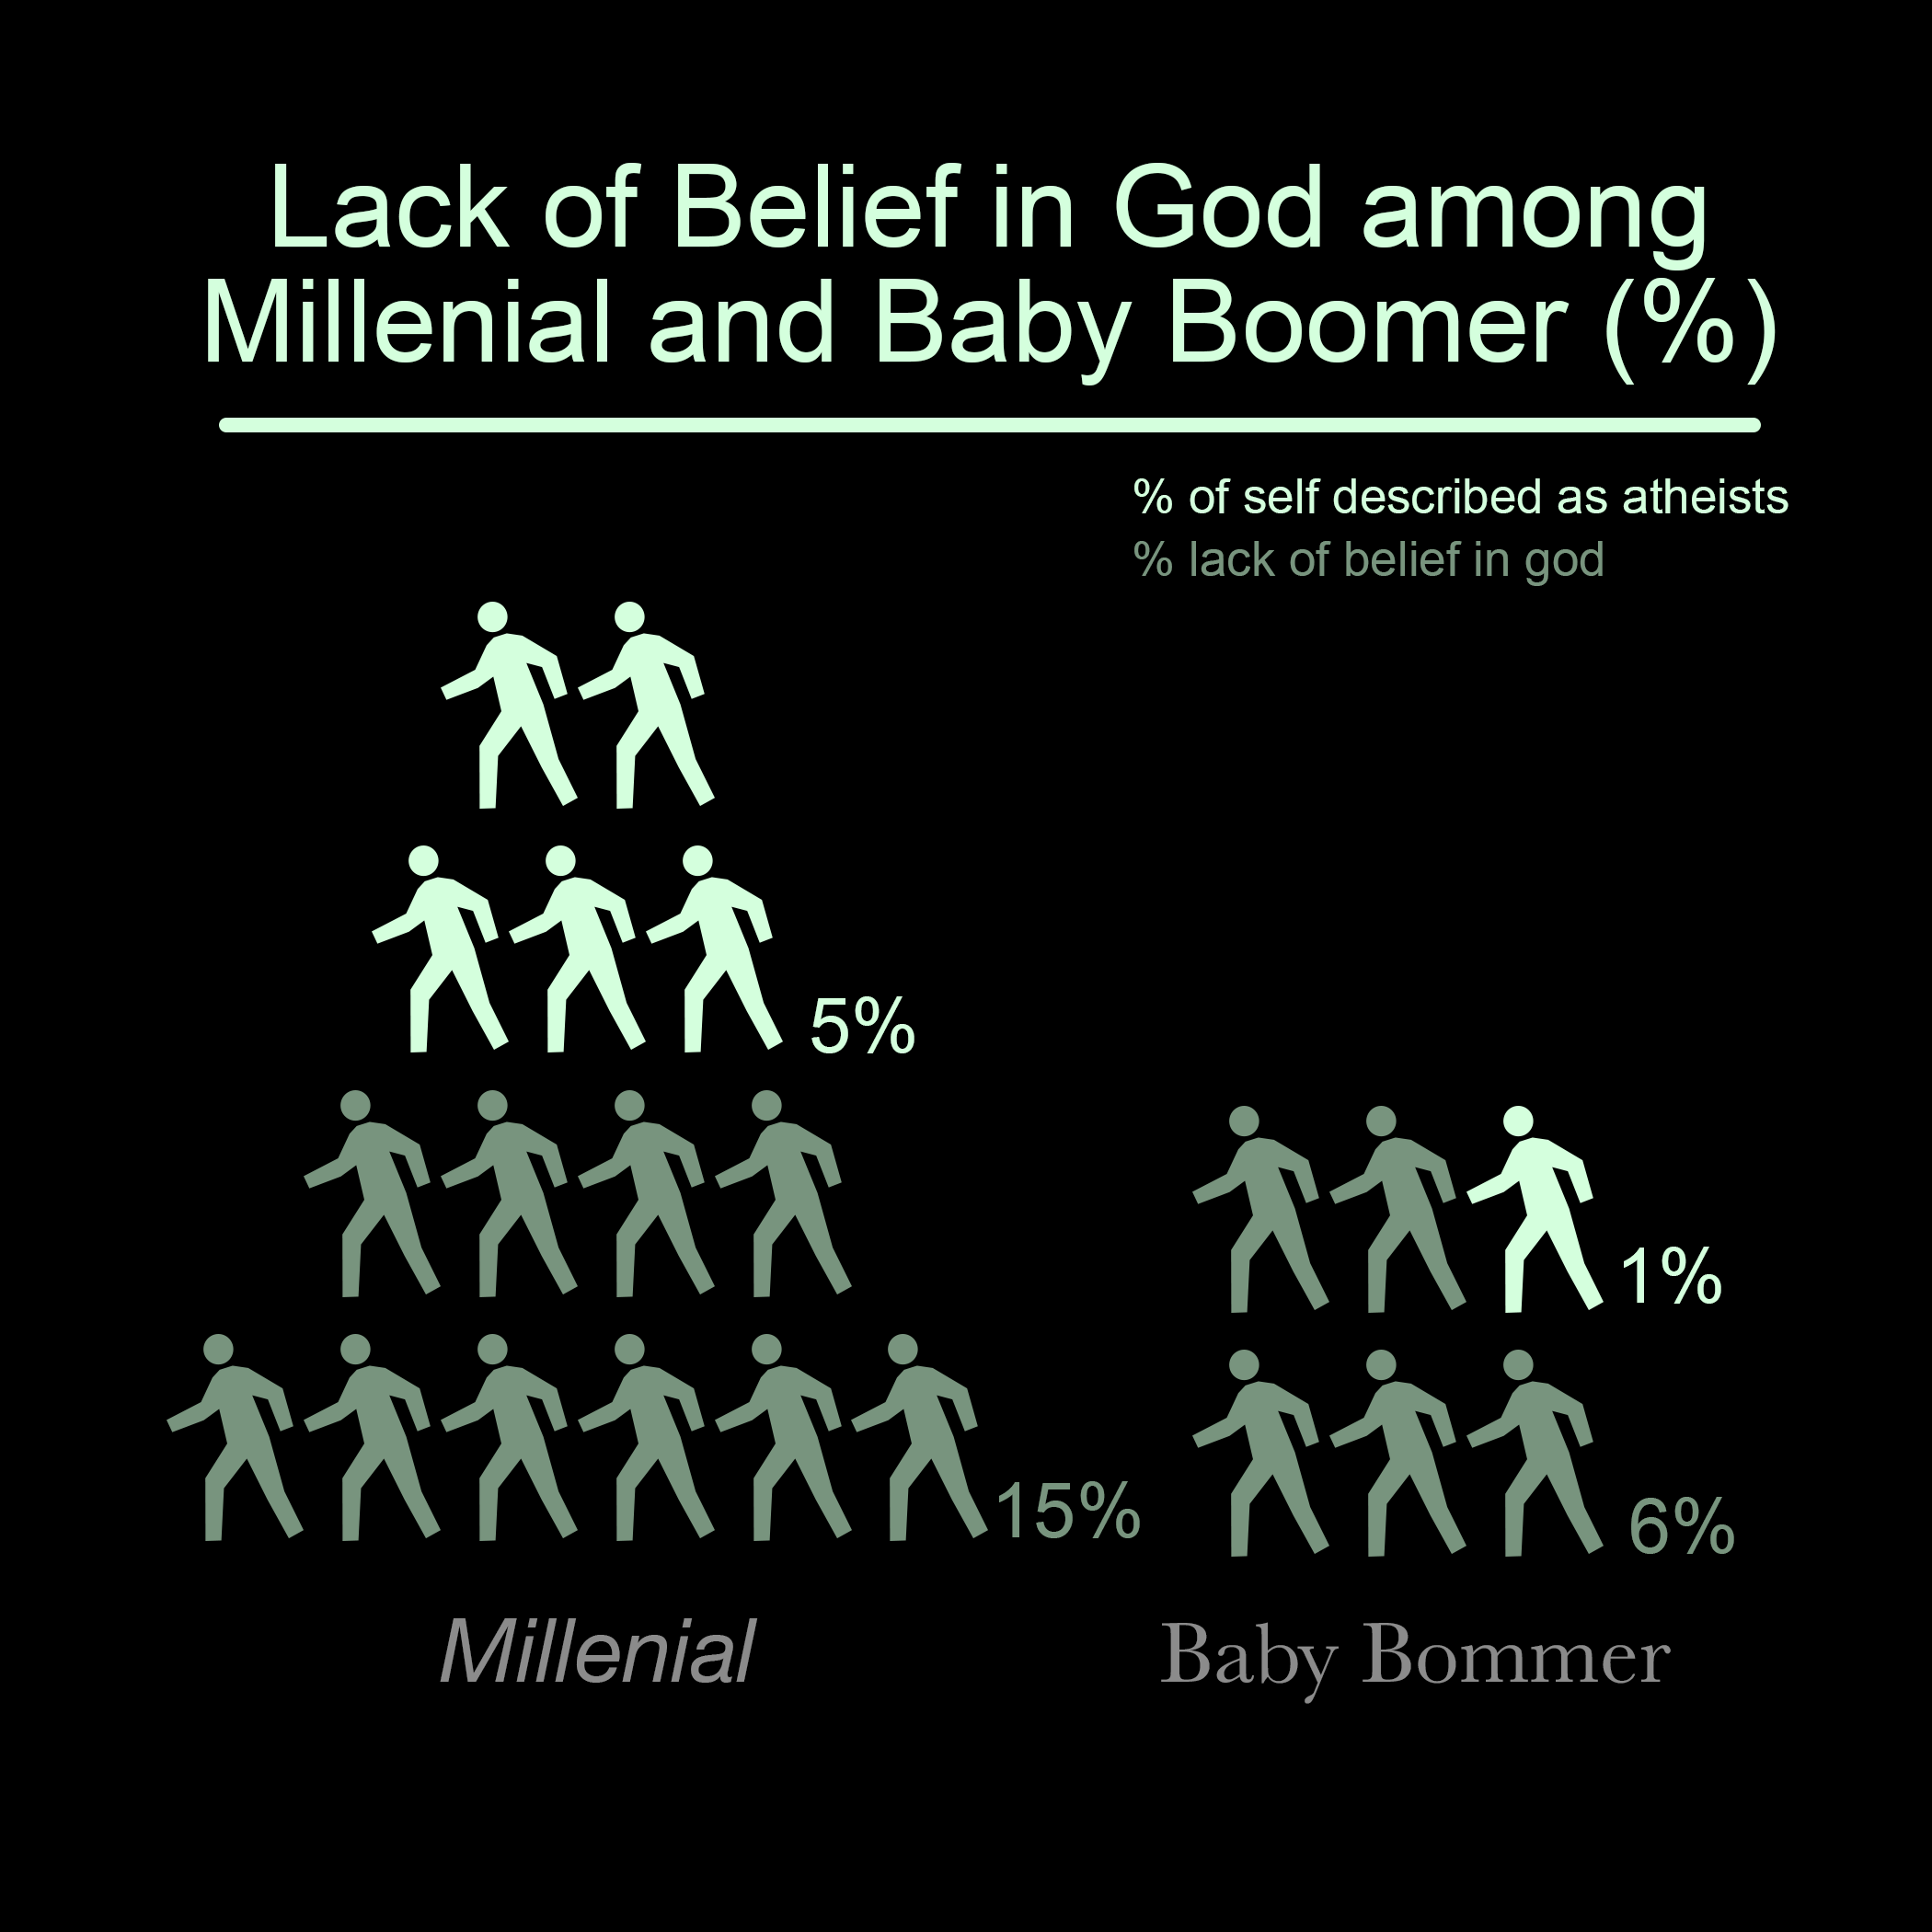 Lack of Belief in God among
Millenial and Baby Boomer (%)
% of self described as atheists
% lack of belief in god
5%
1%
15%
6%
Millenial
Baby Bommer